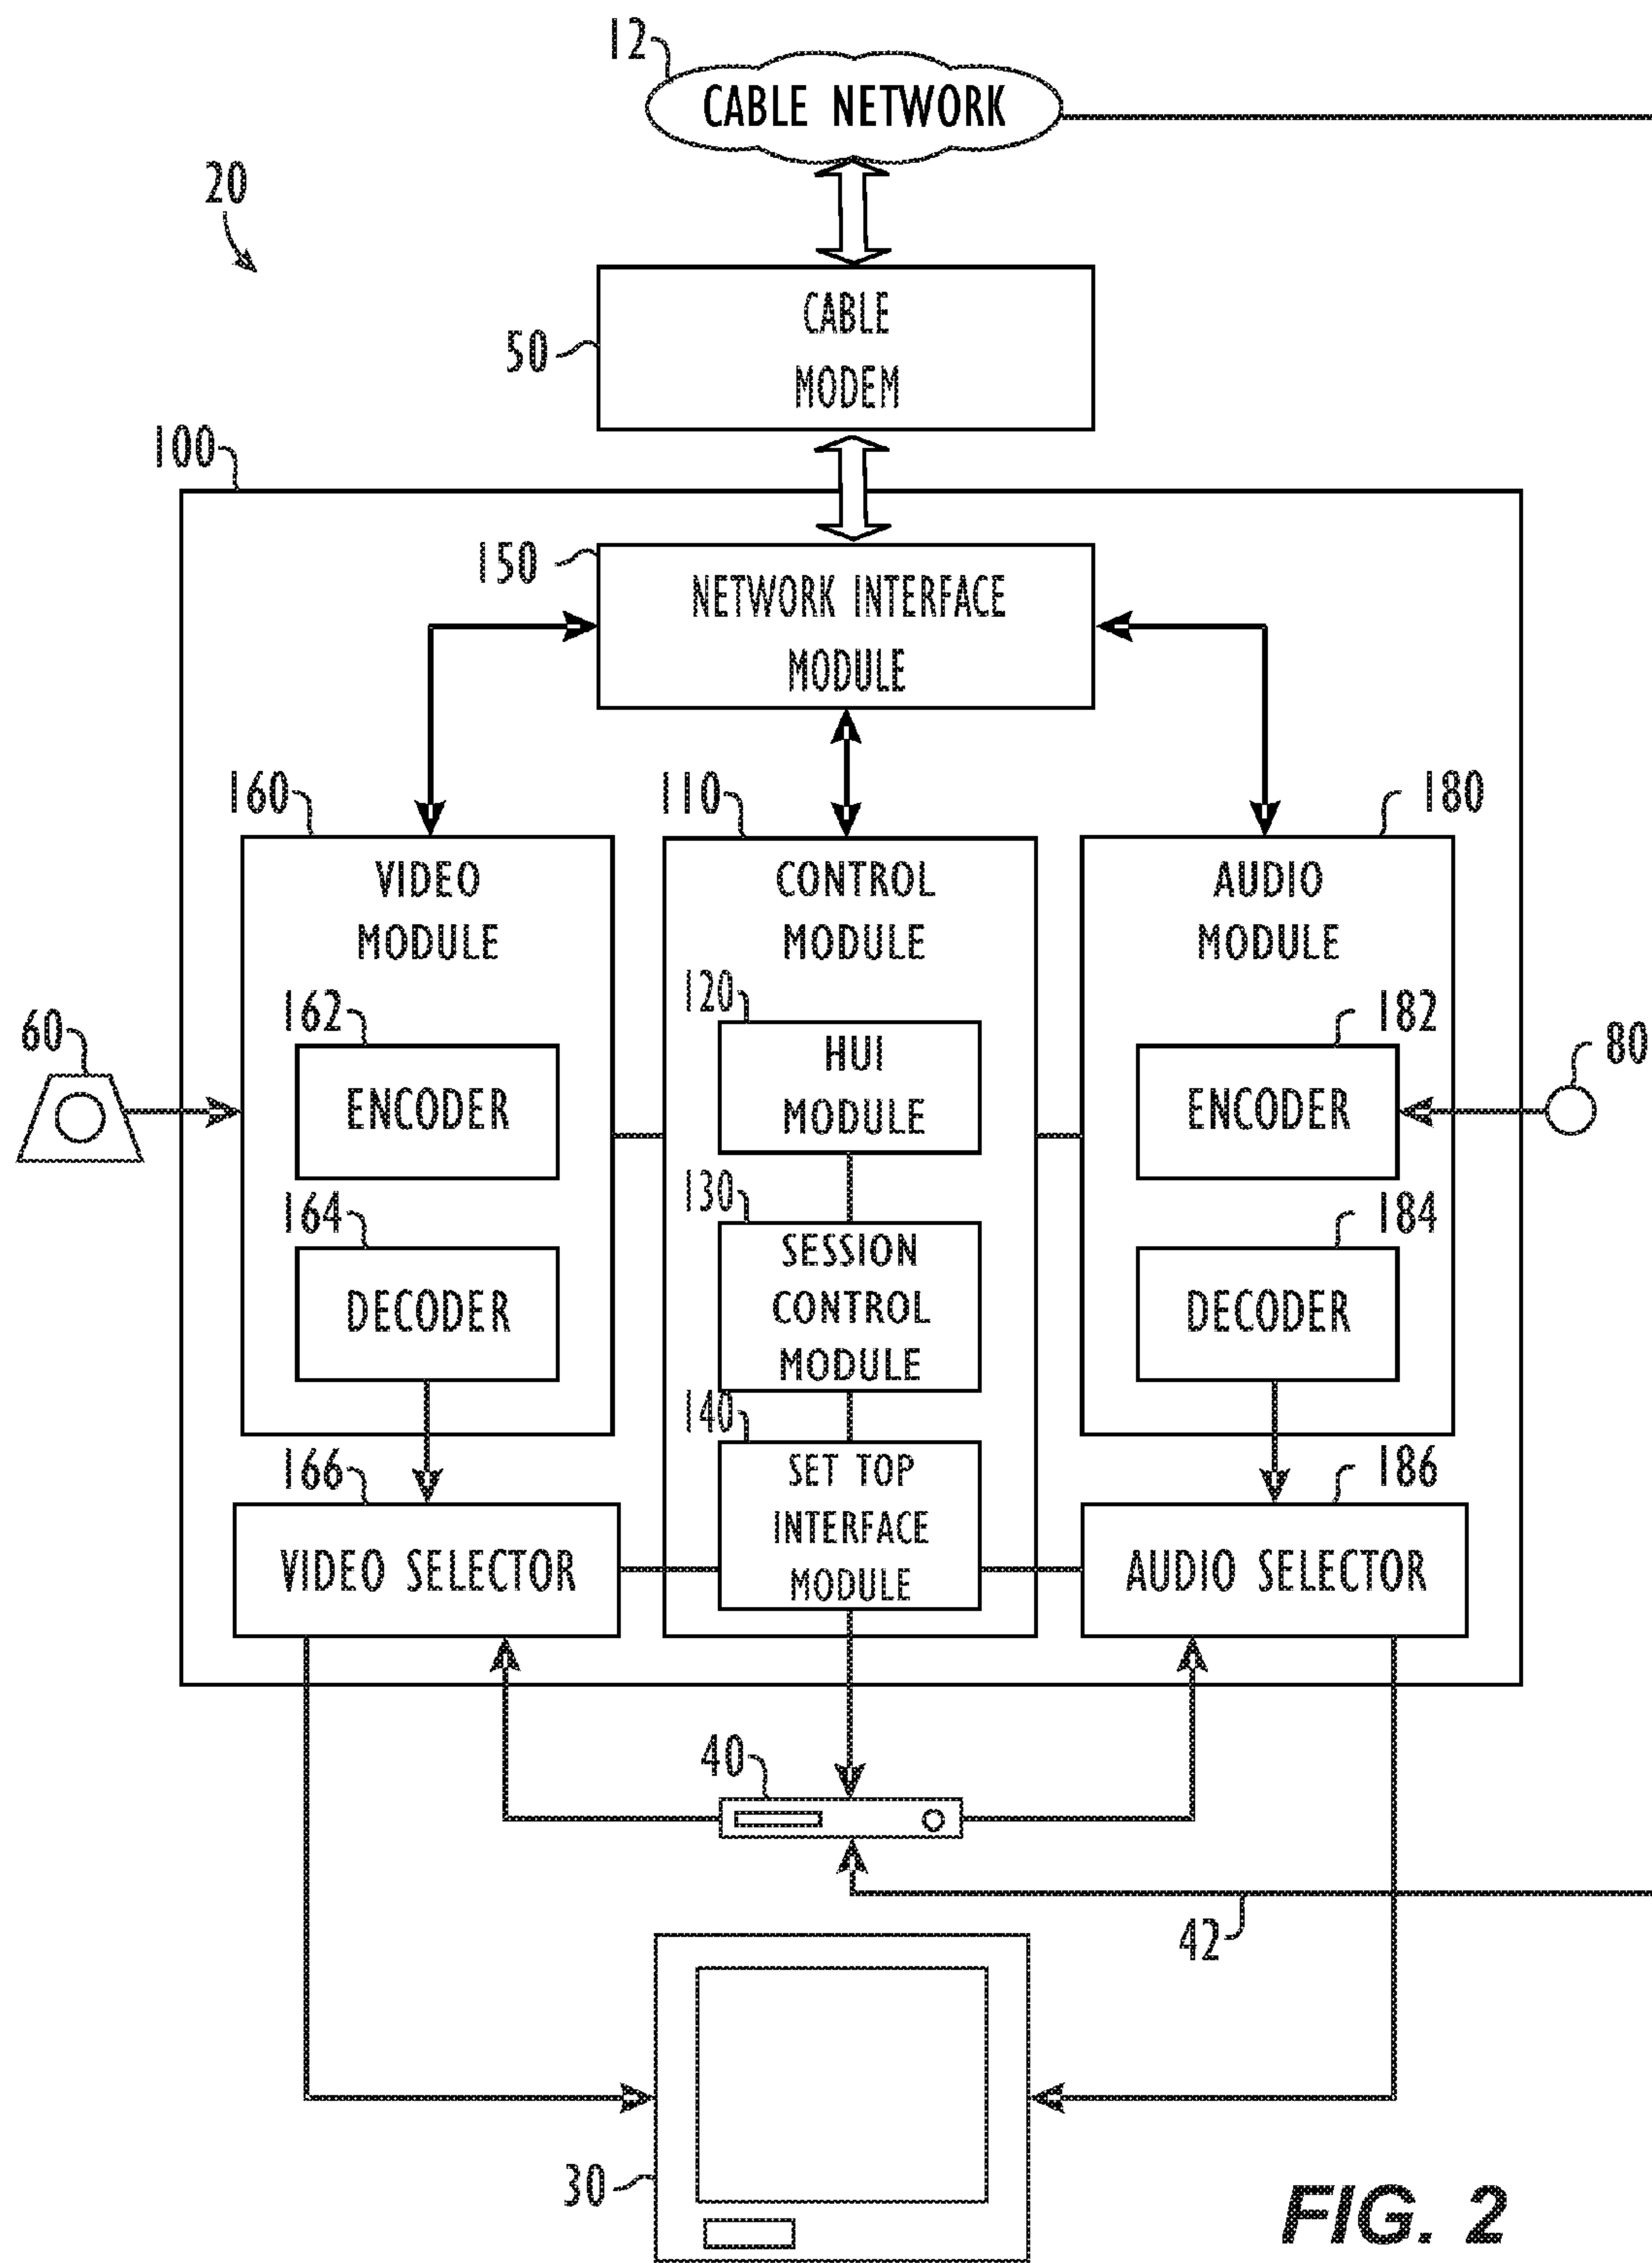 12
CABLE NETWORK
20
CABLE
MODEM
50
100
150
NETWORK INTERFACE
MODULE
160
110
180
VIDEO
MODULE
CONTROL
MODULE
AUDIO
MODULE
120
162
182
60
80
HUI
MODULE
ENCODER
ENCODER
130
164
184
SESSION
CONTROL
MODULE
DECODER
DECODER
140
166
186
SET TOP
INTERFACE
MODULE
VIDEO SELECTOR
AUDIO SELECTOR
40
42
30
FIG. 2